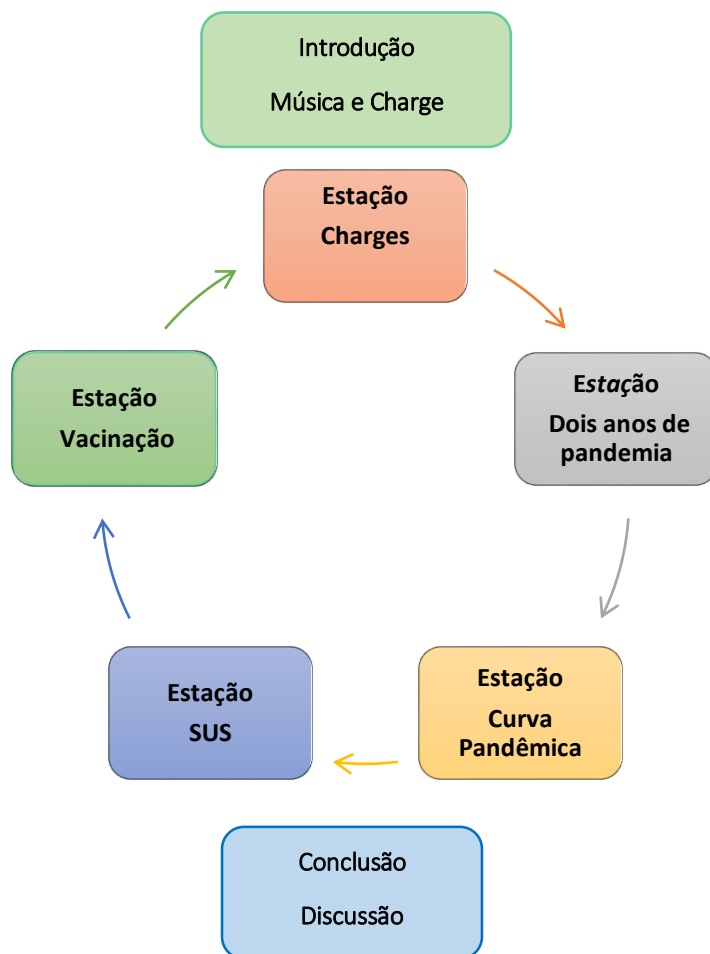 Introdução
Música e Charge
Estação
Charges
Estação
Dois anos de
pandemia
Estação
Curva
Pandêmica
Estação
SUS
Estação
Vacinação
Conclusão
Discussão